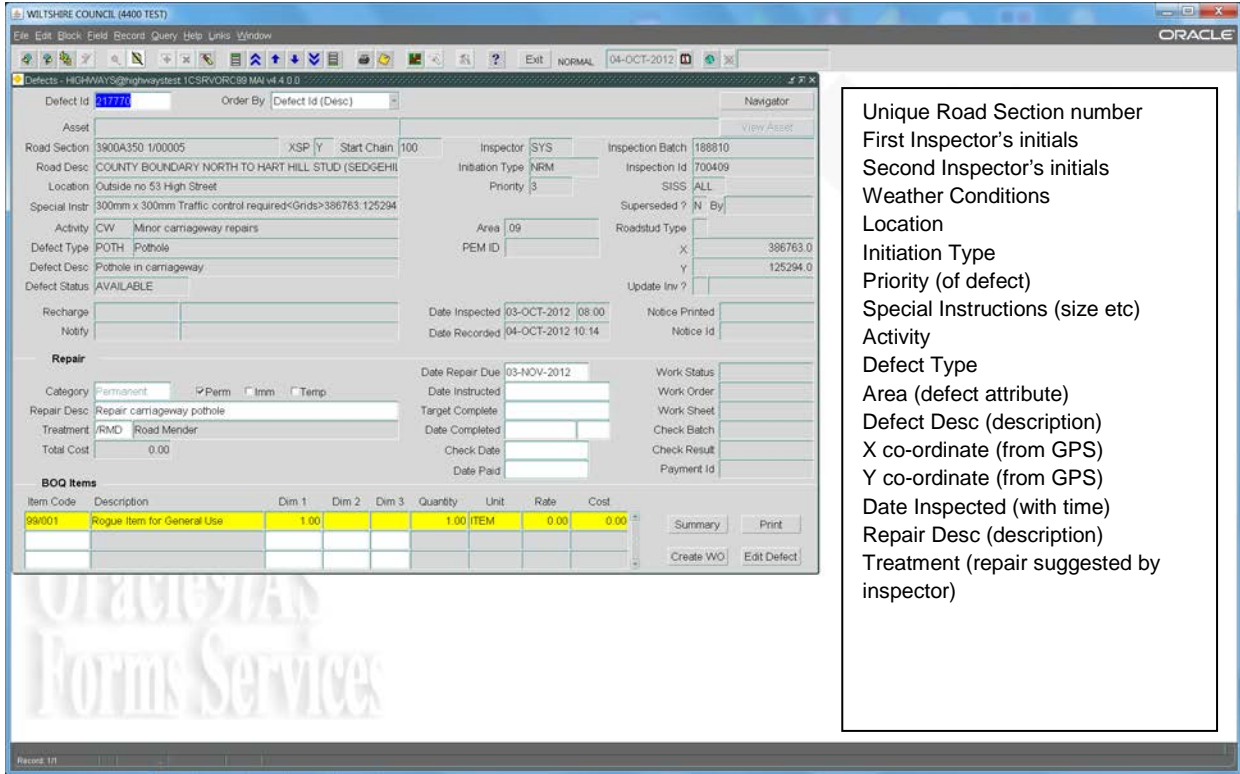 WILTSHIRE COUNCIL (4400 TEST)
File Edit Block Field Record Query Help Links Window
ORACLE
Exit NORMAL 04-OCT-2012
Defects - HIGHWAYS@highwaystest.1CSRVORC99 MAI v4.4.0.0
Defect Id 217770 Order By Defect Id (Desc) Navigator
Asset View Asset
Road Section 3900A350 1/00005 XSP Y Start Chain 100 Inspector SYS Inspection Batch 188810
Road Desc COUNTY BOUNDARY NORTH TO HART HILL STUD (SEDGEHIL Initiation Type NRM Inspection Id 700409
Location Outside no 53 High Street Priority 3 SISS ALL
Special Instr 300mm x 300mm Traffic control required<Grids>386763:125294 Superseded ? N By
Activity CW Minor carriageway repairs Area 09 Roadstud Type
Defect Type POTH Pothole PEM ID X 386763.0
Defect Desc Pothole in carriageway Y 125294.0
Defect Status AVAILABLE Update Inv ?
Recharge Date Inspected 03-OCT-2012 08:00 Notice Printed
Notify Date Recorded 04-OCT-2012 10:14 Notice Id
Repair
Date Repair Due 03-NOV-2012 Work Status
Category Permanent Perm Imm Temp Date Instructed Work Order
Repair Desc Repair carriageway pothole Target Complete Work Sheet
Treatment /RMD Road Mender Date Completed Check Batch
Total Cost 0.00 Check Date Check Result
Date Paid Payment Id
BOQ Items
Item Code Description Dim 1 Dim 2 Dim 3 Quantity Unit Rate Cost
99/001 Rogue Item for General Use 1.00 1.00 ITEM 0.00 0.00 Summary Print
Create WO Edit Defect
Oracle9iAS
Forms Services
Record: 1/1
Unique Road Section number
First Inspector's initials
Second Inspector's initials
Weather Conditions
Location
Initiation Type
Priority (of defect)
Special Instructions (size etc)
Activity
Defect Type
Area (defect attribute)
Defect Desc (description)
X co-ordinate (from GPS)
Y co-ordinate (from GPS)
Date Inspected (with time)
Repair Desc (description)
Treatment (repair suggested by
inspector)